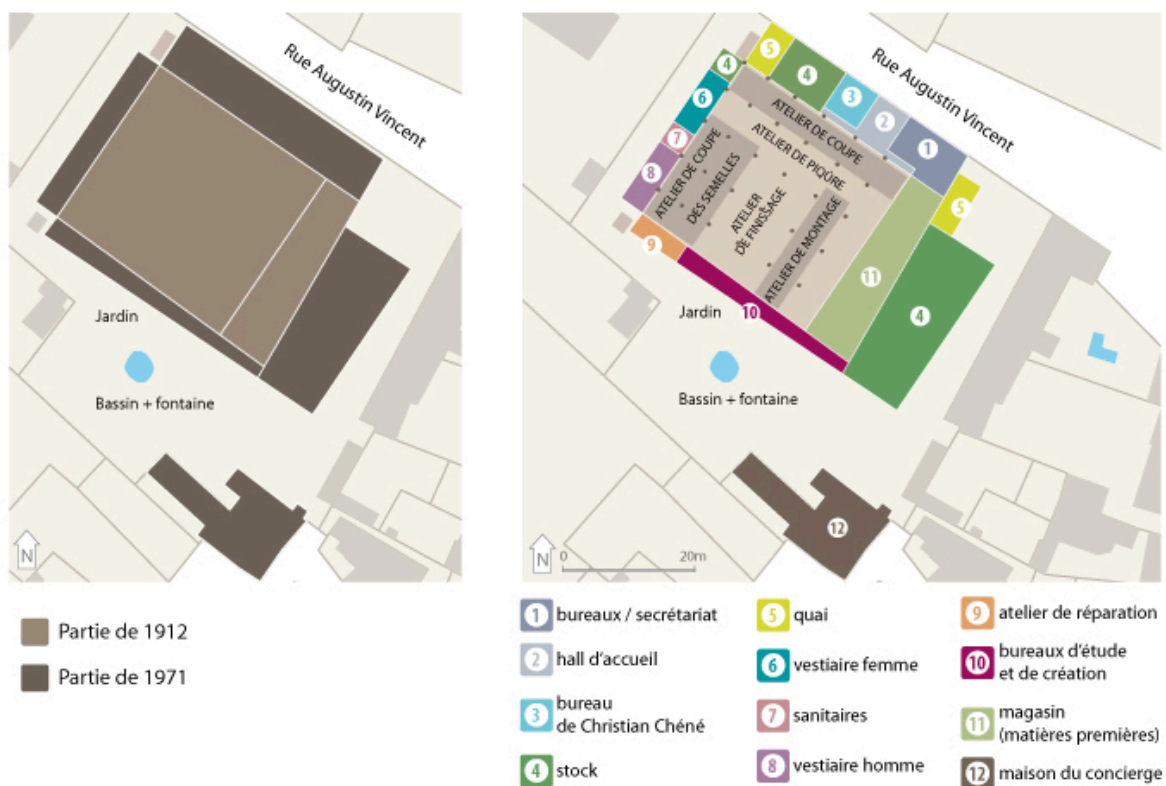 Rue Augustin Vincent
Jardin
Bassin + fontaine
N
Partie de 1912
Partie de 1971
Rue Augustin Vincent
5
4
3
2
1
5
4
6
7
8
9
10
11
4
12
ATELIER DE COUPE
ATELIER DE PIQÛRE
ATELIER DE COUPE
DES SEMELLES
ATELIER
DE FINISSAGE
ATELIER DE MONTAGE
Jardin
Bassin + fontaine
N
0 20m
1 bureaux / secrétariat
2 hall d'accueil
3 bureau
de Christian Chéné
4 stock
5 quai
6 vestiaire femme
7 sanitaires
8 vestiaire homme
9 atelier de réparation
10 bureaux d'étude
et de création
11 magasin
(matières premières)
12 maison du concierge